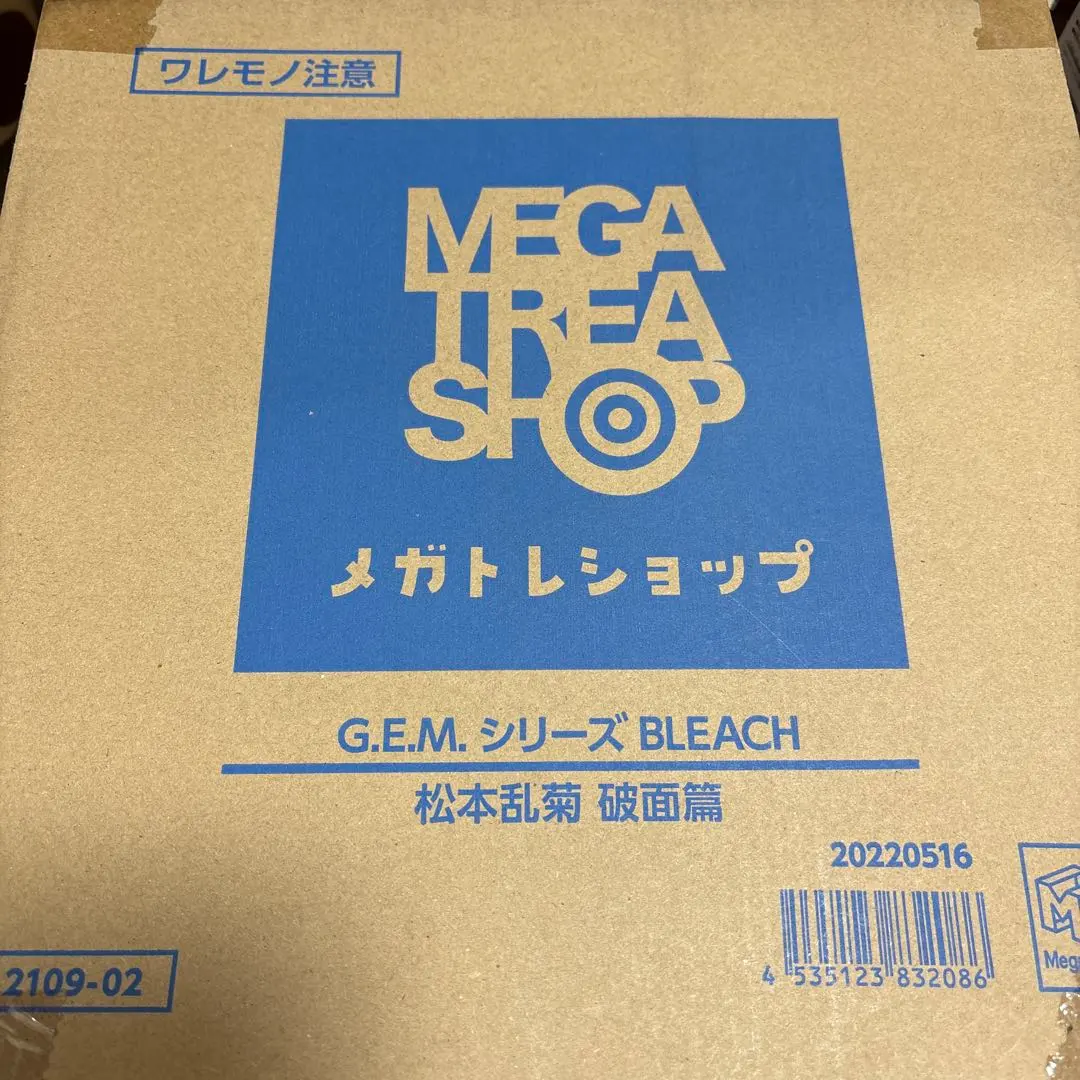 ワレモノ注意
MEGA
TREA
SHOP
メガトレショップ
G.E.M. シリーズ BLEACH
松本乱菊 破面篇
20220516
4 535123 832086
2109-02